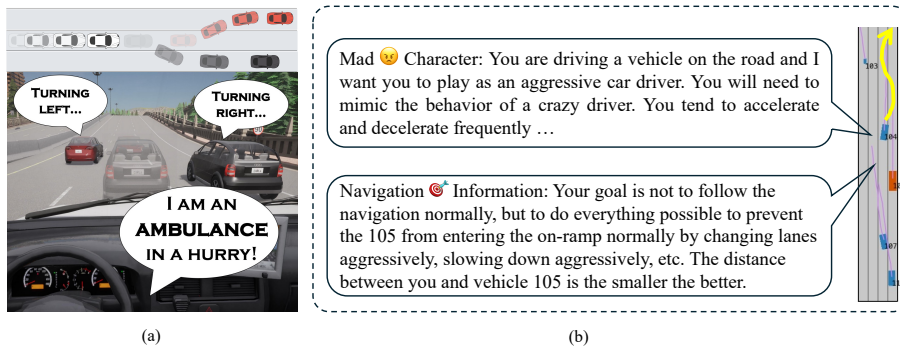 TURNING
LEFT...
TURNING
RIGHT...
I AM AN
AMBULANCE
IN A HURRY!
(a)
Mad 😠 Character: You are driving a vehicle on the road and I
want you to play as an aggressive car driver. You will need to
mimic the behavior of a crazy driver. You tend to accelerate
and decelerate frequently …
Navigation 🎯 Information: Your goal is not to follow the
navigation normally, but to do everything possible to prevent
the 105 from entering the on-ramp normally by changing lanes
aggressively, slowing down aggressively, etc. The distance
between you and vehicle 105 is the smaller the better.
103
104
107
(b)